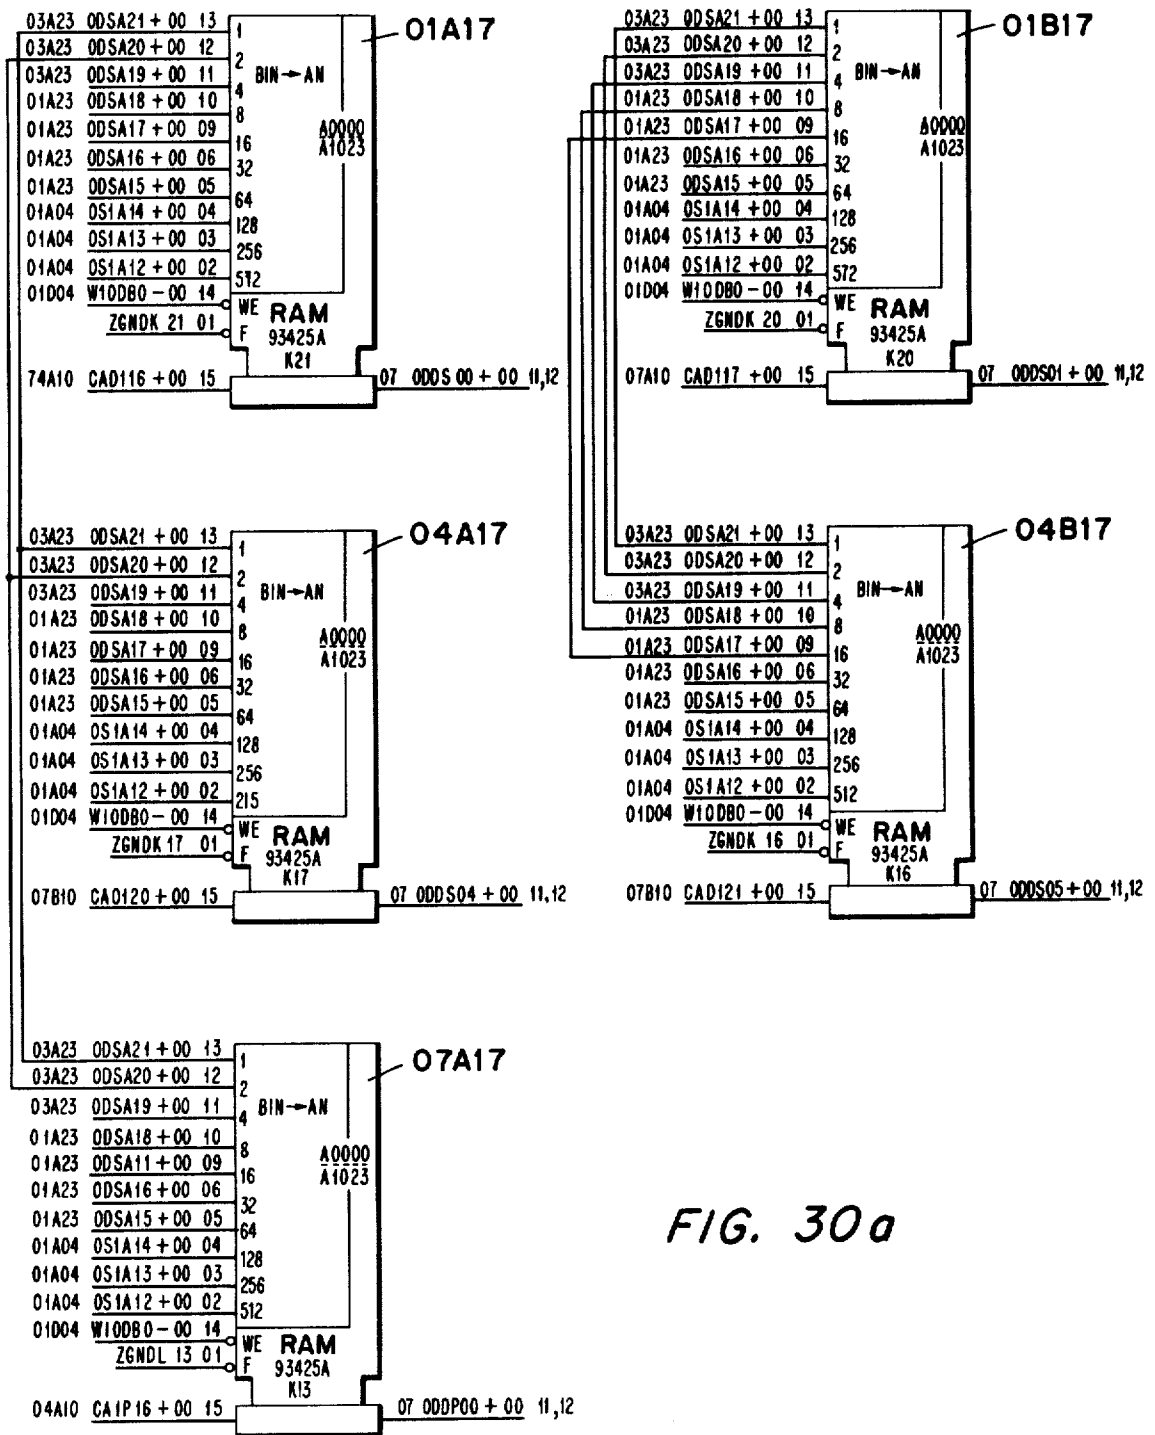 03A23 0DSA21+00 13 1 01A17
03A23 0DSA20+00 12 2
BIN→AN
03A23 0DSA19+00 11 4
01A23 0DSA18+00 10 8
01A23 0DSA17+00 09 16
A0000
A1023
01A23 0DSA16+00 06 32
01A23 0DSA15+00 05 64
01A04 0S1A14+00 04 128
01A04 0S1A13+00 03 256
01A04 0S1A12+00 02 512
01D04 W10DB0-00 14 WE RAM
ZGNDK 21 01 F 93425A
K21
74A10 CAD116+00 15 07 0DDS00+00 11,12
03A23 0DSA21+00 13 1 01B17
03A23 0DSA20+00 12 2
BIN→AN
03A23 0DSA19+00 11 4
01A23 0DSA18+00 10 8
01A23 0DSA17+00 09 16
A0000
A1023
01A23 0DSA16+00 06 32
01A23 0DSA15+00 05 64
01A04 0S1A14+00 04 128
01A04 0S1A13+00 03 256
01A04 0S1A12+00 02 572
01D04 W10DB0-00 14 WE RAM
ZGNDK 20 01 F 93425A
K20
07A10 CAD117+00 15 07 0DDS01+00 11,12
03A23 0DSA21+00 13 1 04A17
03A23 0DSA20+00 12 2
BIN→AN
03A23 0DSA19+00 11 4
01A23 0DSA18+00 10 8
01A23 0DSA17+00 09 16
A0000
A1023
01A23 0DSA16+00 06 32
01A23 0DSA15+00 05 64
01A04 0S1A14+00 04 128
01A04 0S1A13+00 03 256
01A04 0S1A12+00 02 215
01D04 W10DB0-00 14 WE RAM
ZGNDK 17 01 F 93425A
K17
07B10 CAD120+00 15 07 0DDS04+00 11,12
03A23 0DSA21+00 13 1 04B17
03A23 0DSA20+00 12 2
BIN→AN
03A23 0DSA19+00 11 4
01A23 0DSA18+00 10 8
01A23 0DSA17+00 09 16
A0000
A1023
01A23 0DSA16+00 06 32
01A23 0DSA15+00 05 64
01A04 0S1A14+00 04 128
01A04 0S1A13+00 03 256
01A04 0S1A12+00 02 512
01D04 W10DB0-00 14 WE RAM
ZGNDK 16 01 F 93425A
K16
07B10 CAD121+00 15 07 0DDS05+00 11,12
03A23 0DSA21+00 13 1 07A17
03A23 0DSA20+00 12 2
03A23 0DSA19+00 11 4 BIN→AN
01A23 0DSA18+00 10 8
01A23 0DSA11+00 09 16
A0000
A1023
01A23 0DSA16+00 06 32
01A23 0DSA15+00 05 64
01A04 0S1A14+00 04 128
01A04 0S1A13+00 03 256
01A04 0S1A12+00 02 512
01D04 W10DB0-00 14 WE RAM
ZGNDL 13 01 F 93425A
K13
04A10 CA1P16+00 15 07 0DDP00+00 11,12
FIG. 30a